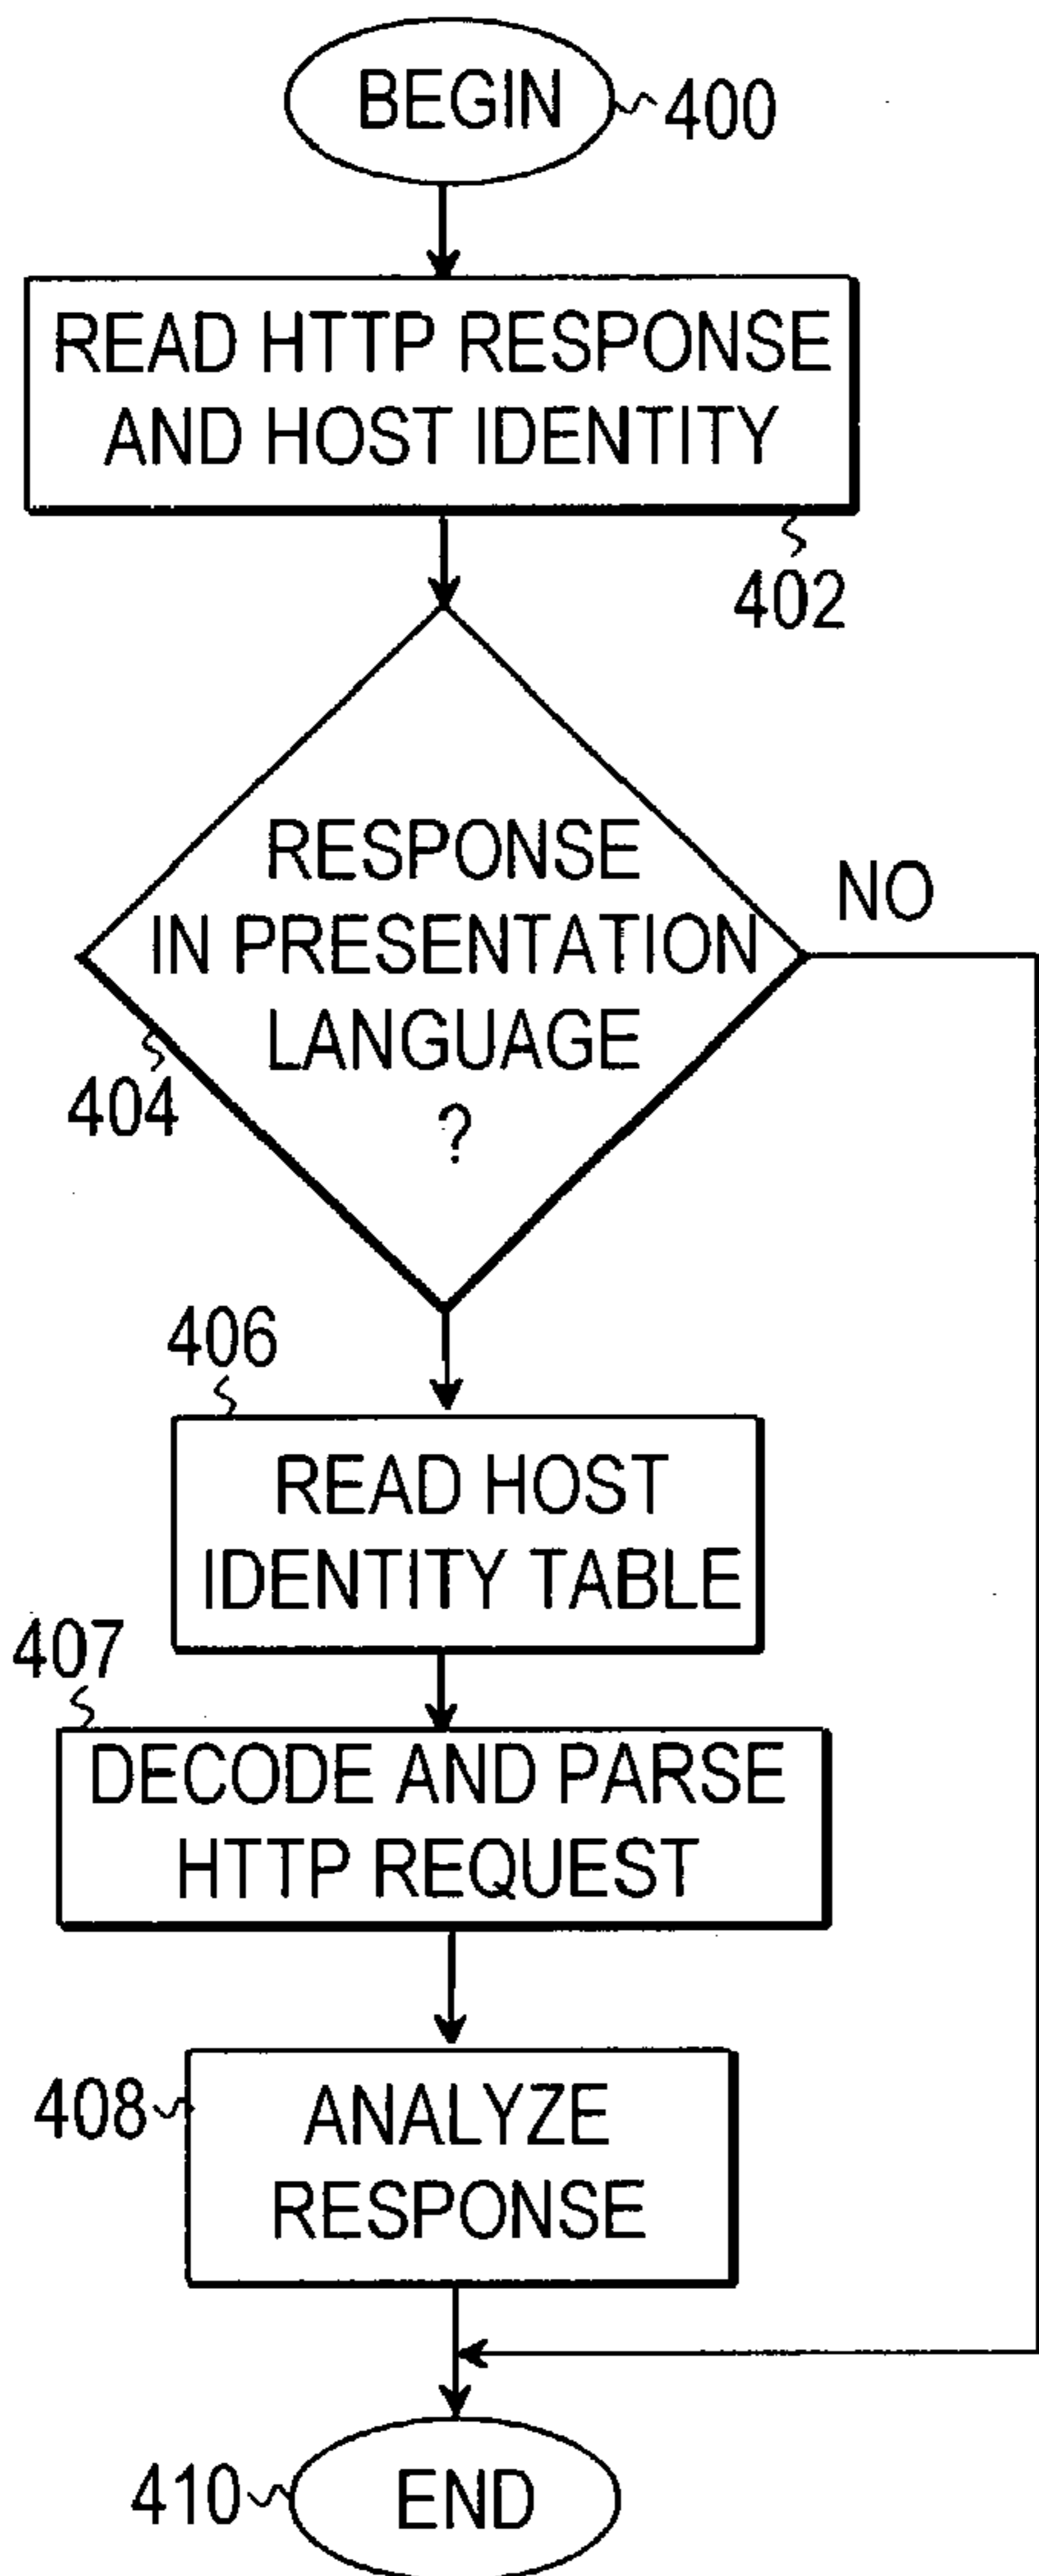 BEGIN
400
READ HTTP RESPONSE
AND HOST IDENTITY
402
RESPONSE
IN PRESENTATION
LANGUAGE
?
NO
404
406
READ HOST
IDENTITY TABLE
407
DECODE AND PARSE
HTTP REQUEST
408
ANALYZE
RESPONSE
410
END